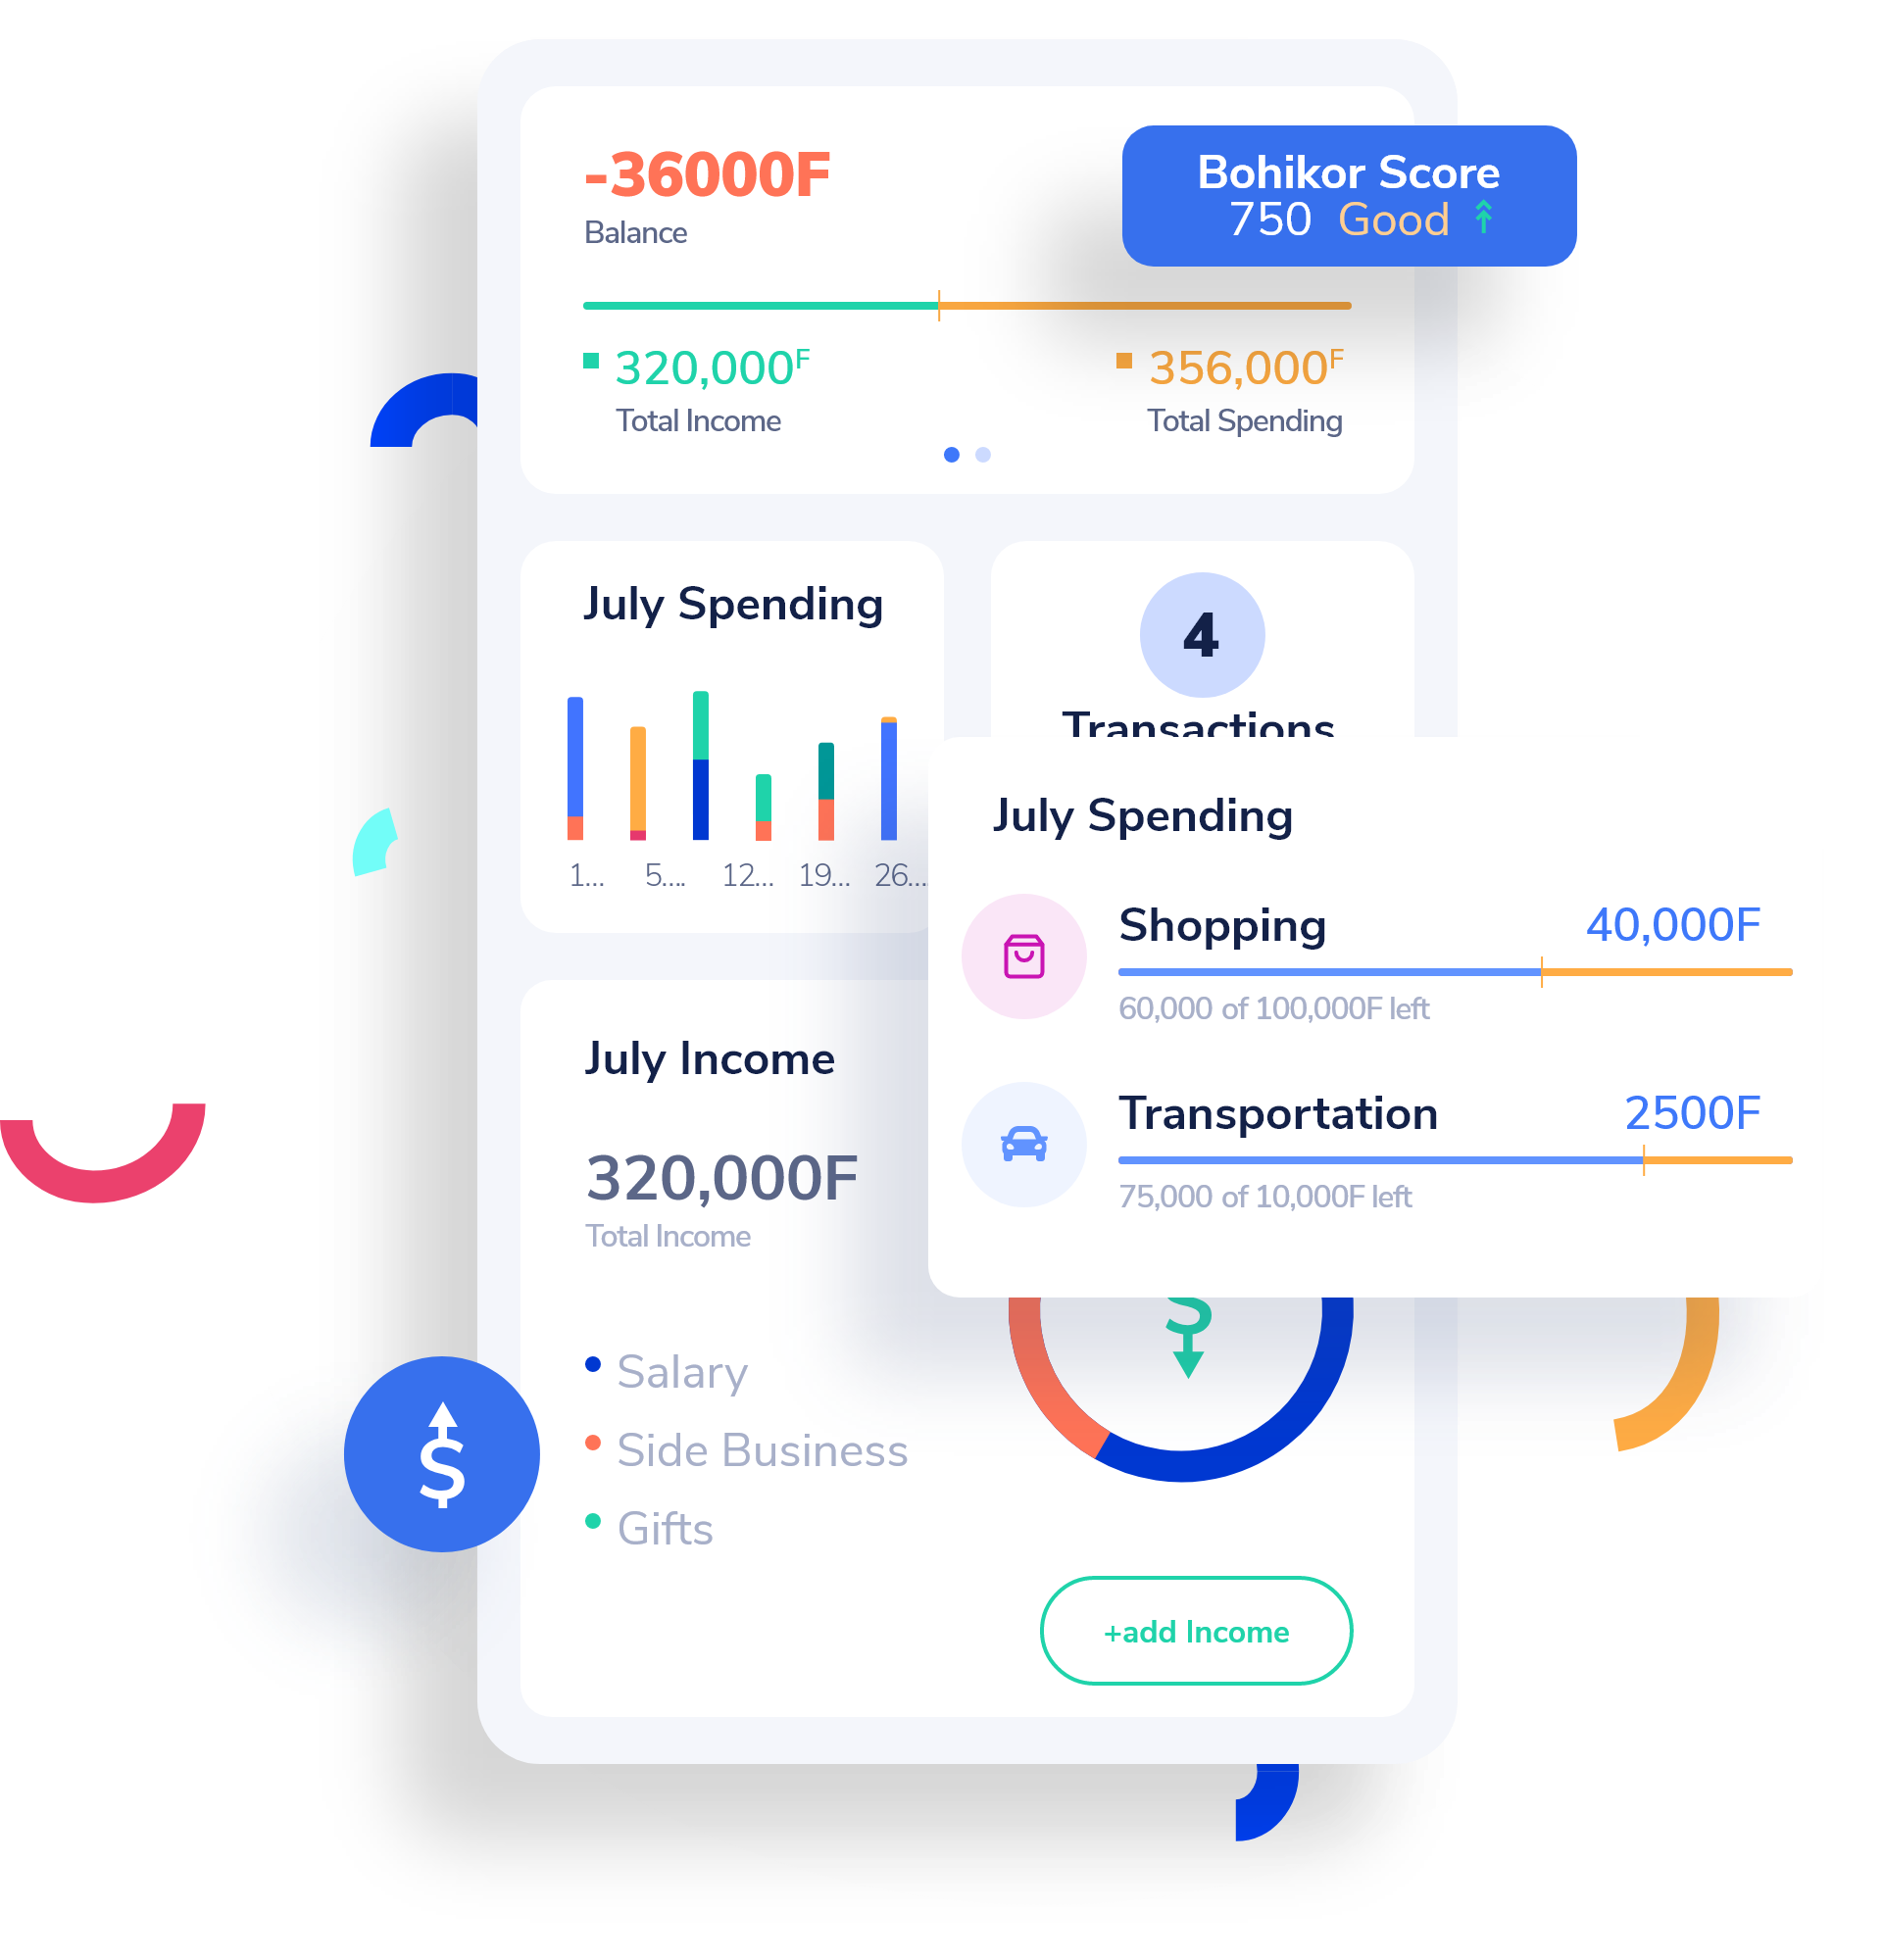 -36000F
Balance
Bohikor Score
750 Good
320,000F
Total Income
356,000F
Total Spending
July Spending
1... 5.... 12... 19... 26...
4
Transactions
July Spending
Shopping 40,000F
60,000 of 100,000F left
Transportation 2500F
75,000 of 10,000F left
July Income
320,000F
Total Income
Salary
Side Business
Gifts
+add Income